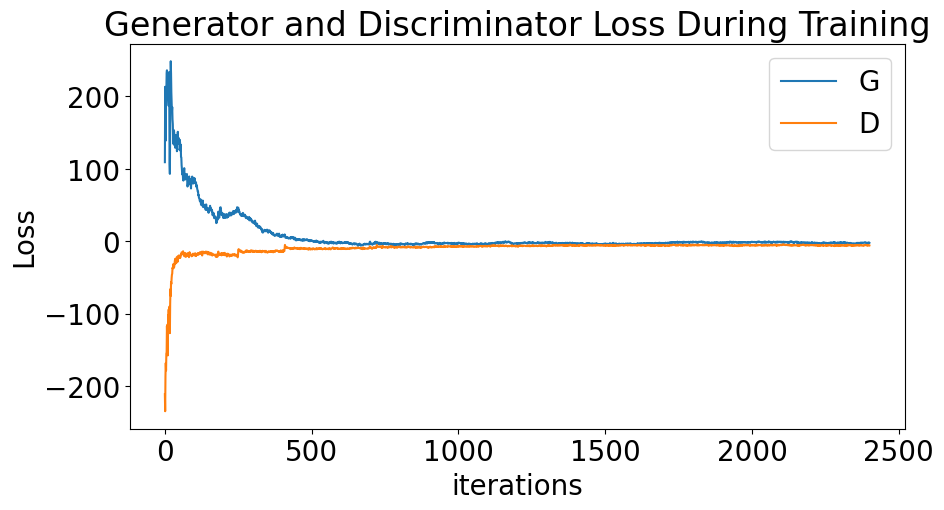 Generator and Discriminator Loss During Training
G
D
200
100
0
−100
−200
Loss
0 500 1000 1500 2000 2500
iterations